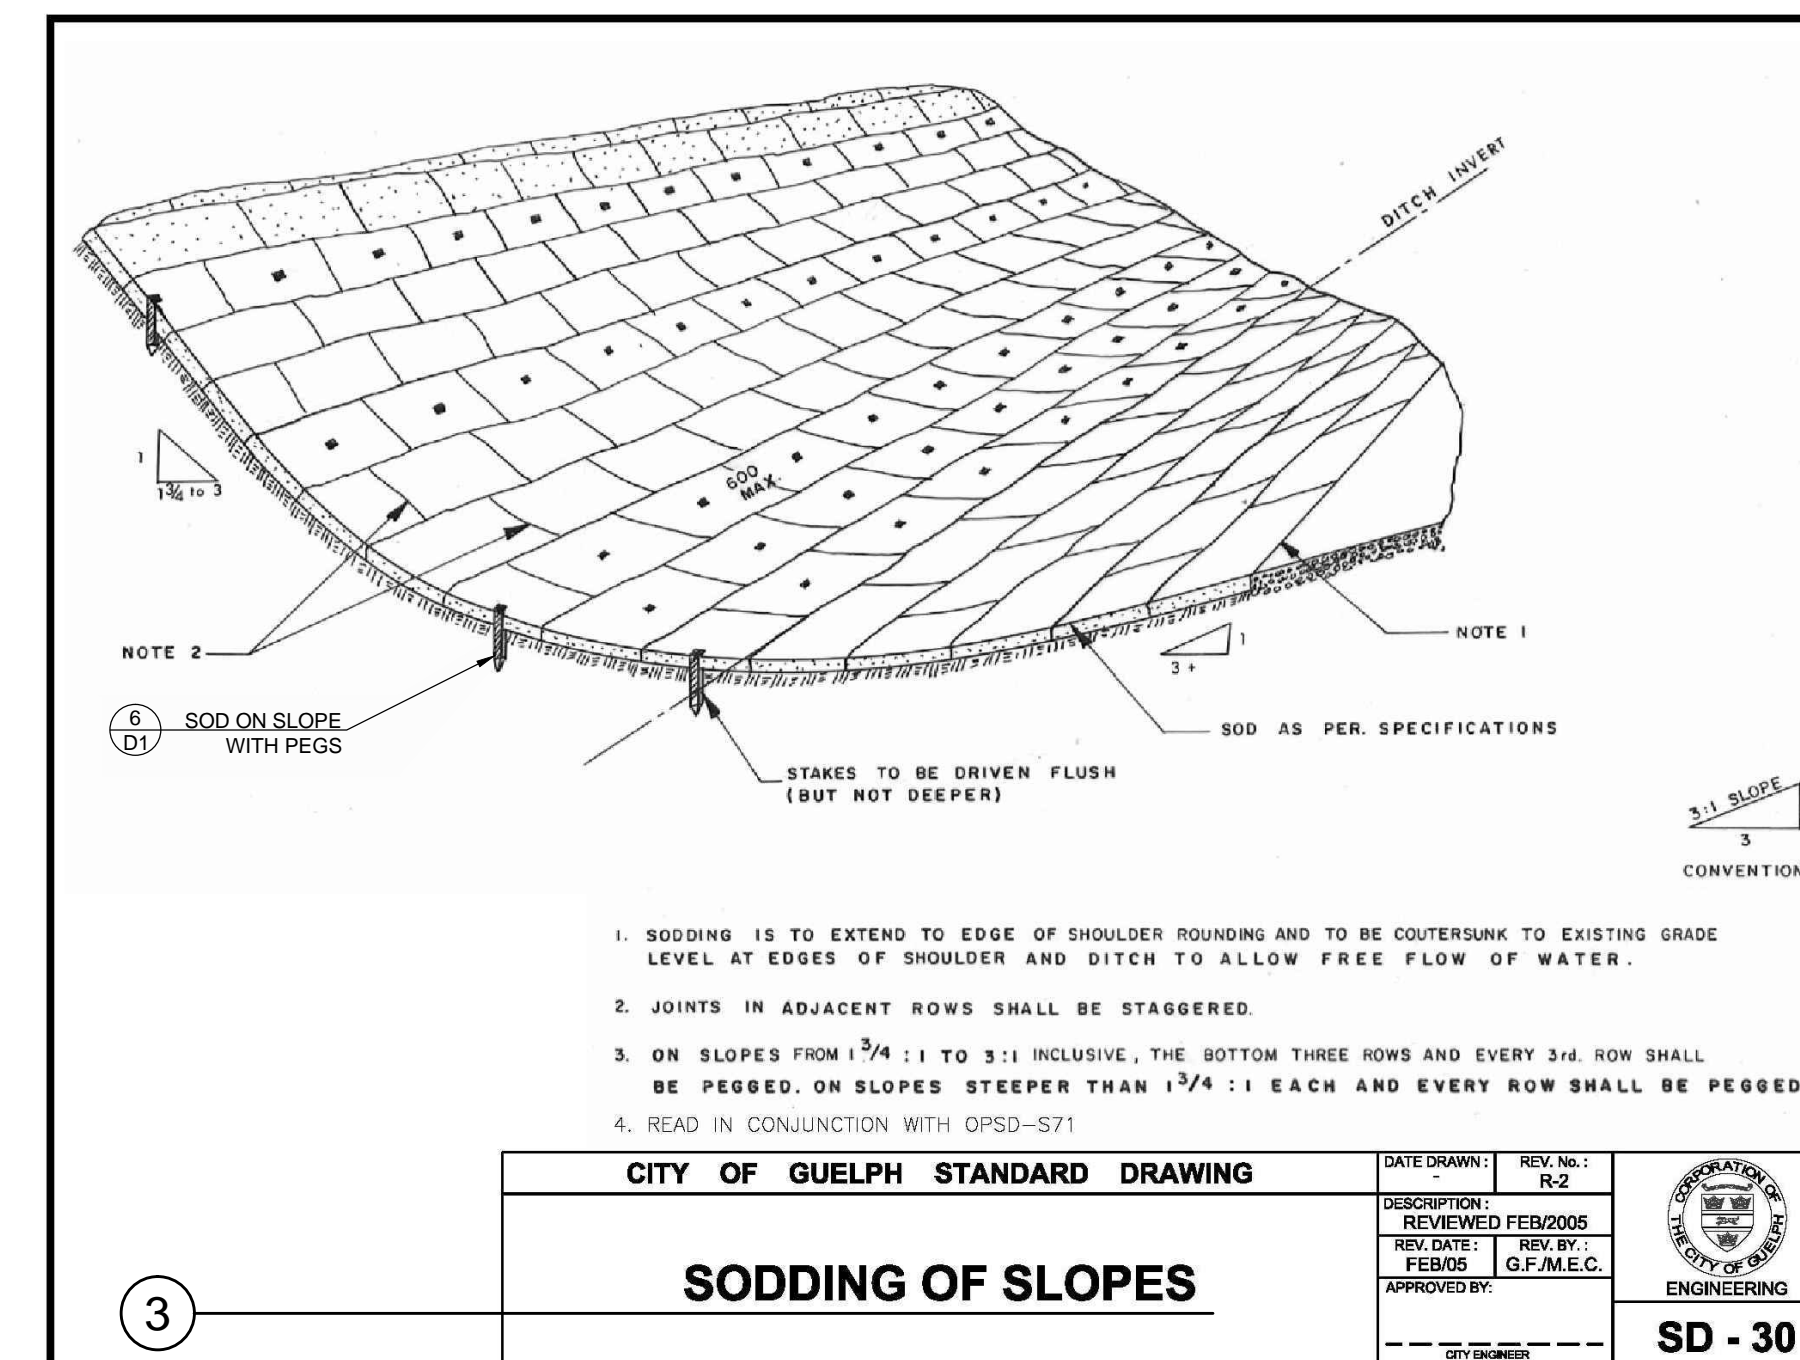 DITCH INVERT
1
1 3/4 to 3
600
MAX.
NOTE 2
NOTE 1
1
3 +
6
D1
SOD ON SLOPE
WITH PEGS
SOD AS PER. SPECIFICATIONS
STAKES TO BE DRIVEN FLUSH
(BUT NOT DEEPER)
3:1 SLOPE
3
CONVENTION
1. SODDING IS TO EXTEND TO EDGE OF SHOULDER ROUNDING AND TO BE COUTERSUNK TO EXISTING GRADE
LEVEL AT EDGES OF SHOULDER AND DITCH TO ALLOW FREE FLOW OF WATER.
2. JOINTS IN ADJACENT ROWS SHALL BE STAGGERED.
3. ON SLOPES FROM 1 3/4 : 1 TO 3:1 INCLUSIVE, THE BOTTOM THREE ROWS AND EVERY 3rd. ROW SHALL
BE PEGGED. ON SLOPES STEEPER THAN 1 3/4 : 1 EACH AND EVERY ROW SHALL BE PEGGED
4. READ IN CONJUNCTION WITH OPSD-S71
CITY OF GUELPH STANDARD DRAWING
DATE DRAWN :
-
REV. No. :
R-2
DESCRIPTION :
REVIEWED FEB/2005
REV. DATE :
FEB/05
REV. BY. :
G.F./M.E.C.
APPROVED BY:
CITY ENGINEER
CORPORATION OF
THE CITY OF GUELPH
ENGINEERING
SD - 30
SODDING OF SLOPES
3